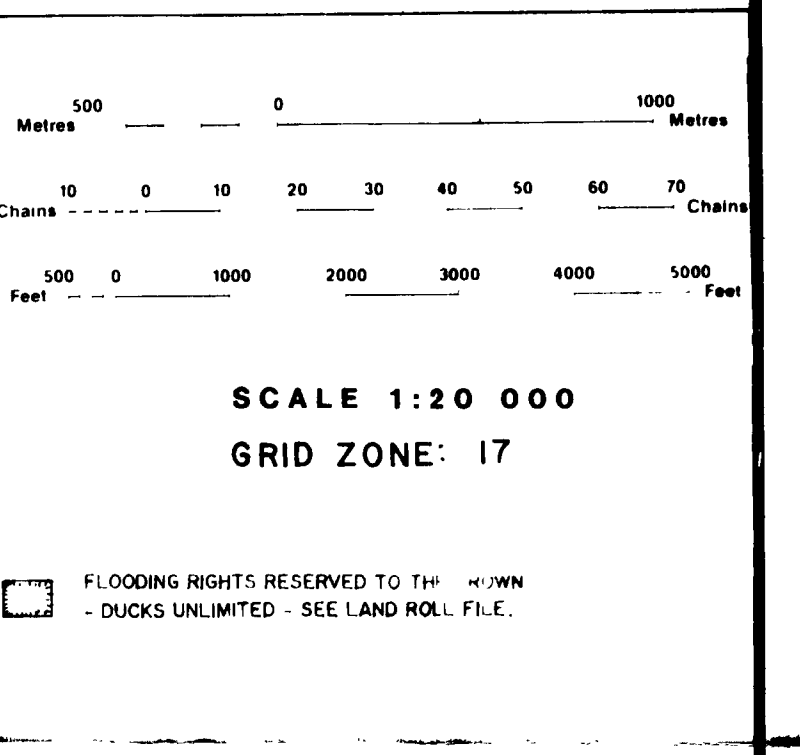 500 0 1000
Metres Metres
10 0 10 20 30 40 50 60 70
Chains Chains
500 0 1000 2000 3000 4000 5000
Feet Feet
SCALE 1:20 000
GRID ZONE: 17
FLOODING RIGHTS RESERVED TO THE
- DUCKS UNLIMITED - SEE LAND ROLL FILE.